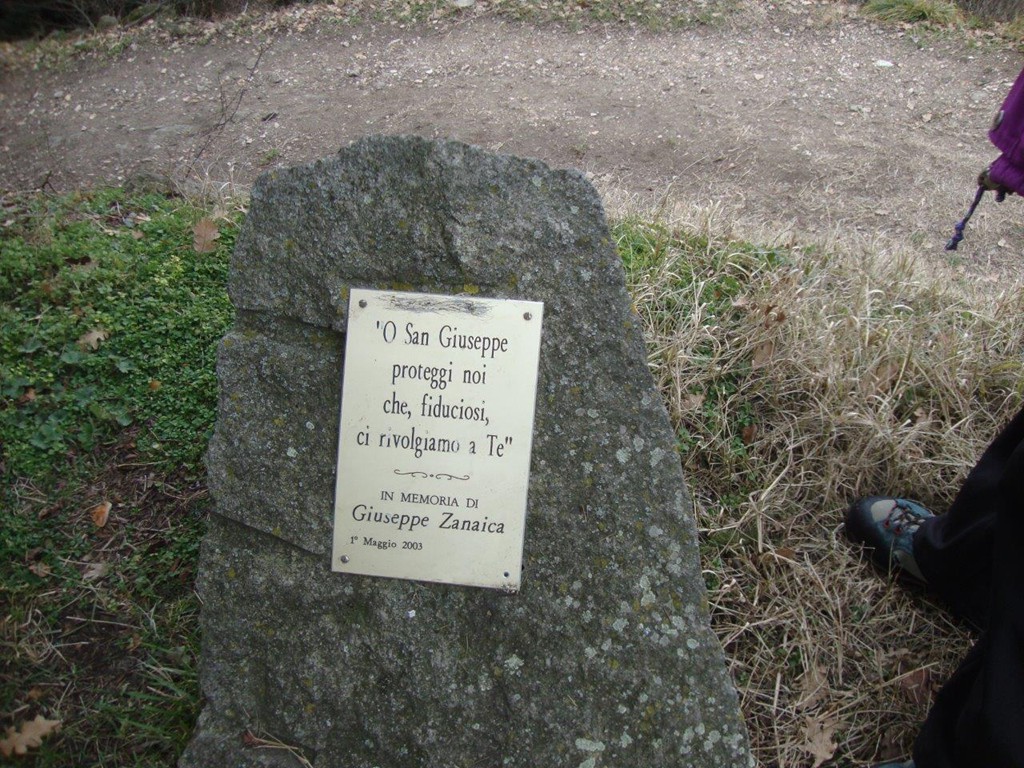 "O San Giuseppe
proteggi noi
che, fiduciosi,
ci rivolgiamo a Te"
IN MEMORIA DI
Giuseppe Zanaica
1° Maggio 2003